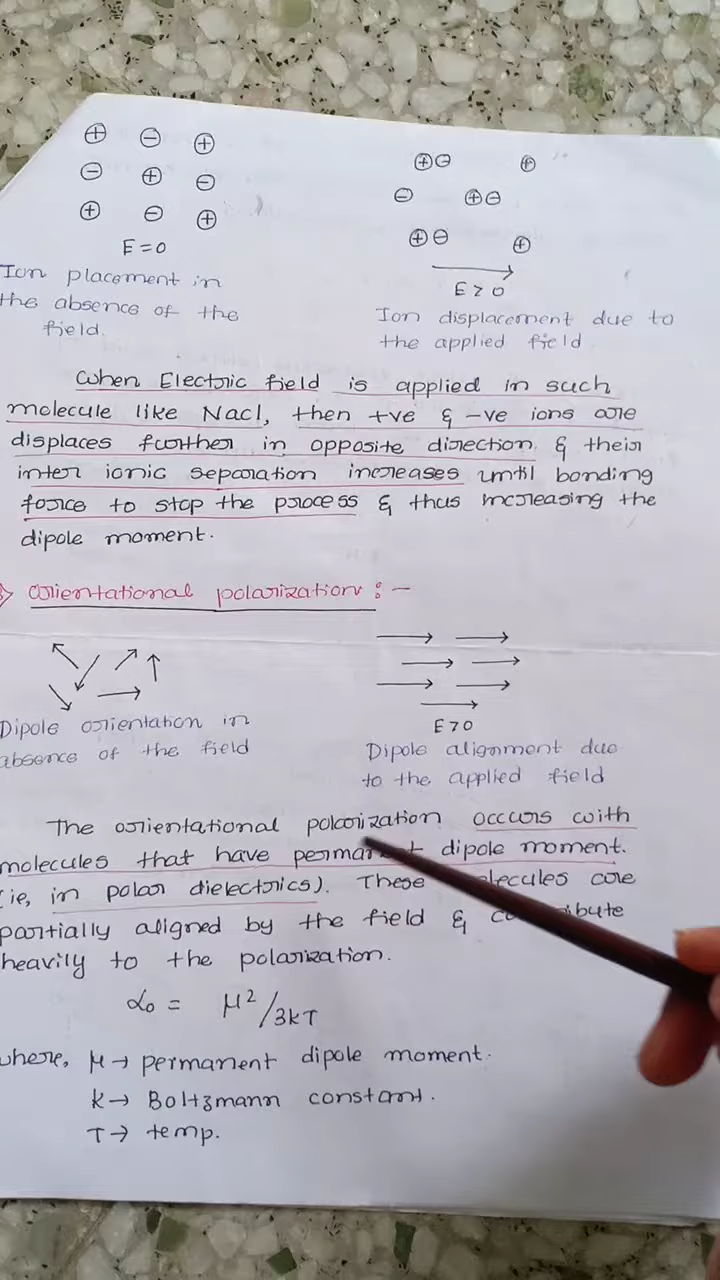 ⊕ ⊖ ⊕
⊖ ⊕ ⊖
⊕ ⊖ ⊕
E=0
Ion placement in
the absence of the
field.
⊕⊖ ⊕
⊖ ⊕⊖
⊕⊖ ⊕
E>0
Ion displacement due to
the applied field.
When Electric field is applied in such
molecule like Nacl, then +ve & -ve ions are
displaces further in opposite direction & their
inter ionic separation increases until bonding
force to stop the process & thus increasing the
dipole moment.
Orientational polarization:-
Dipole orientation in
absence of the field
E>0
Dipole alignment due
to the applied field
The orientational polarization occurs with
molecules that have dipole moment.
(ie, in polar dielectrics). These are
partially aligned by the field &
heavily to the polarization.
αo = μ²/3kT
where, μ→ permanent dipole moment.
k→ Boltzmann constant.
T→ temp.